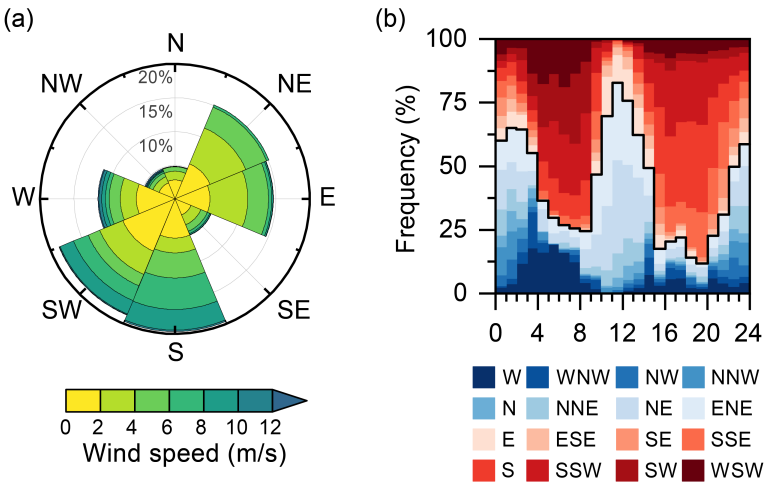 (a)
N
NW
NE
20%
15%
10%
W
E
SW
SE
S
0 2 4 6 8 10 12
Wind speed (m/s)
(b)
Frequency (%)
100
75
50
25
0
0 4 8 12 16 20 24
W WNW NW NNW
N NNE NE ENE
E ESE SE SSE
S SSW SW WSW